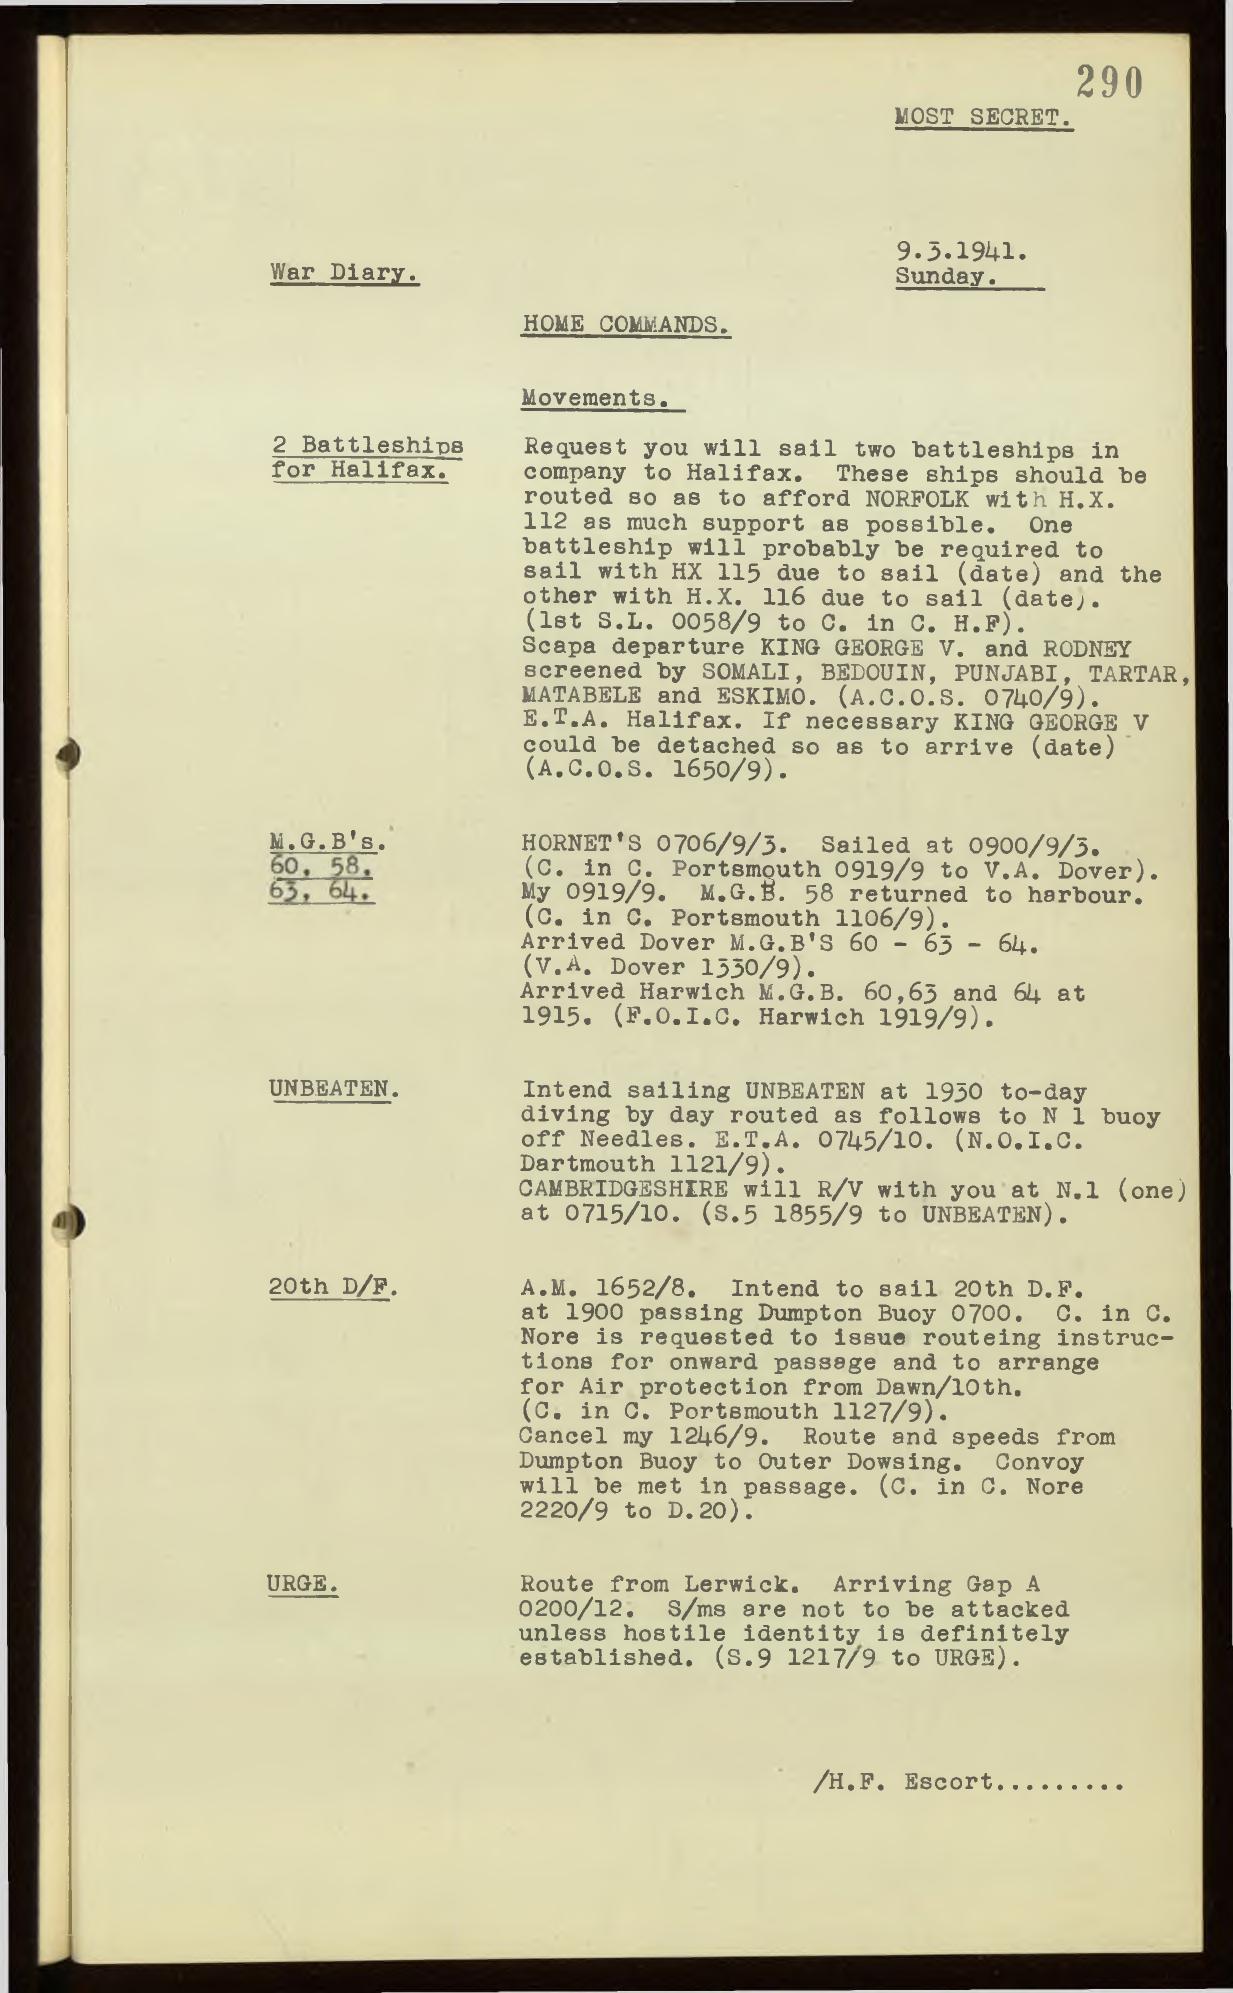 290
MOST SECRET.
9.3.1941.
War Diary.
Sunday.
HOME COMMANDS.
Movements.
2 Battleships
for Halifax.
Request you will sail two battleships in
company to Halifax. These ships should be
routed so as to afford NORFOLK with H.X.
112 as much support as possible. One
battleship will probably be required to
sail with HX 115 due to sail (date) and the
other with H.X. 116 due to sail (date).
(1st S.L. 0058/9 to C. in C. H.F).
Scapa departure KING GEORGE V. and RODNEY
screened by SOMALI, BEDOUIN, PUNJABI, TARTAR,
MATABELE and ESKIMO. (A.C.O.S. 0740/9).
E.T.A. Halifax. If necessary KING GEORGE V
could be detached so as to arrive (date)
(A.C.O.S. 1650/9).
M.G.B's.
60, 58.
63, 64.
HORNET'S 0706/9/3. Sailed at 0900/9/3.
(C. in C. Portsmouth 0919/9 to V.A. Dover).
My 0919/9. M.G.B. 58 returned to harbour.
(C. in C. Portsmouth 1106/9).
Arrived Dover M.G.B'S 60 - 63 - 64.
(V.A. Dover 1330/9).
Arrived Harwich M.G.B. 60,63 and 64 at
1915. (F.O.I.C. Harwich 1919/9).
UNBEATEN.
Intend sailing UNBEATEN at 1930 to-day
diving by day routed as follows to N 1 buoy
off Needles. E.T.A. 0745/10. (N.O.I.C.
Dartmouth 1121/9).
CAMBRIDGESHIRE will R/V with you at N.1 (one)
at 0715/10. (S.5 1855/9 to UNBEATEN).
20th D/F.
A.M. 1652/8. Intend to sail 20th D.F.
at 1900 passing Dumpton Buoy 0700. C. in C.
Nore is requested to issue routeing instruc-
tions for onward passage and to arrange
for Air protection from Dawn/10th.
(C. in C. Portsmouth 1127/9).
Cancel my 1246/9. Route and speeds from
Dumpton Buoy to Outer Dowsing. Convoy
will be met in passage. (C. in C. Nore
2220/9 to D.20).
URGE.
Route from Lerwick. Arriving Gap A
0200/12. S/ms are not to be attacked
unless hostile identity is definitely
established. (S.9 1217/9 to URGE).
/H.F. Escort.........